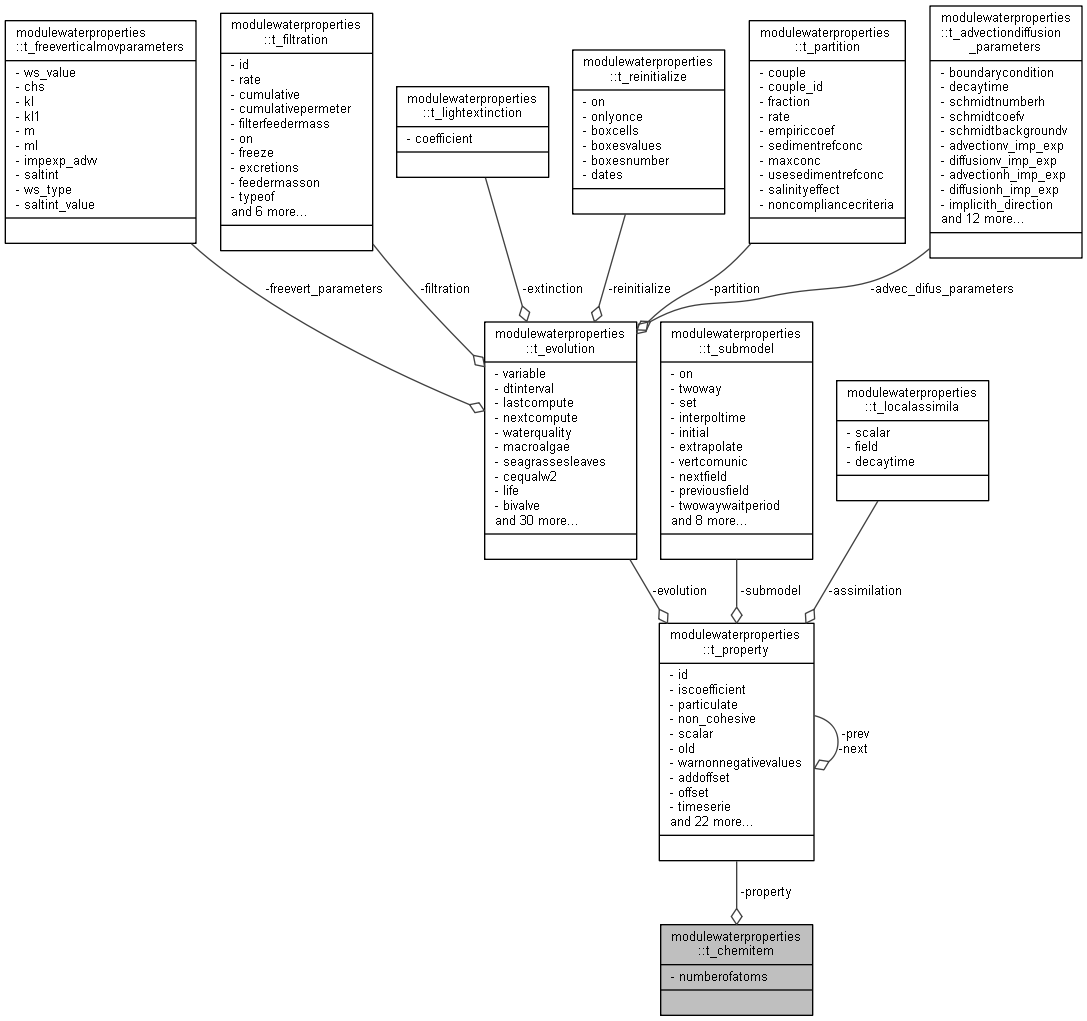 modulewaterproperties
::t_freeverticalmovparameters
- ws_value
- chs
- kl
- kl1
- m
- ml
- impexp_advv
- saltint
- ws_type
- saltint_value
modulewaterproperties
::t_filtration
- id
- rate
- cumulative
- cumulativepermeter
- filterfeedermass
- on
- freeze
- excretions
- feedermasson
- typeof
and 6 more...
modulewaterproperties
::t_lightextinction
- coefficient
modulewaterproperties
::t_reinitialize
- on
- onlyonce
- boxcells
- boxesvalues
- boxesnumber
- dates
modulewaterproperties
::t_partition
- couple
- couple_id
- fraction
- rate
- empiriccoef
- sedimentrefconc
- maxconc
- usesedimentrefconc
- salinityeffect
- noncompliancecriteria
modulewaterproperties
::t_advectiondiffusion
_parameters
- boundarycondition
- decaytime
- schmidtnumberh
- schmidtcoefv
- schmidtbackgroundv
- advectionv_imp_exp
- diffusionv_imp_exp
- advectionh_imp_exp
- diffusionh_imp_exp
- implicith_direction
and 12 more...
-freevert_parameters
-filtration
-extinction
-reinitialize
-partition
-advec_difus_parameters
modulewaterproperties
::t_evolution
- variable
- dtinterval
- lastcompute
- nextcompute
- waterquality
- macroalgae
- seagrassesleaves
- cequalw2
- life
- bivalve
and 30 more...
modulewaterproperties
::t_submodel
- on
- twoway
- set
- interpoltime
- initial
- extrapolate
- vertcomunic
- nextfield
- previousfield
- twowaywaitperiod
and 8 more...
modulewaterproperties
::t_localassimila
- scalar
- field
- decaytime
-evolution
-submodel
-assimilation
modulewaterproperties
::t_property
- id
- iscoefficient
- particulate
- non_cohesive
- scalar
- old
- warnonnegativevalues
- addoffset
- offset
- timeserie
and 22 more...
-prev
-next
-property
modulewaterproperties
::t_chemitem
- numberofatoms